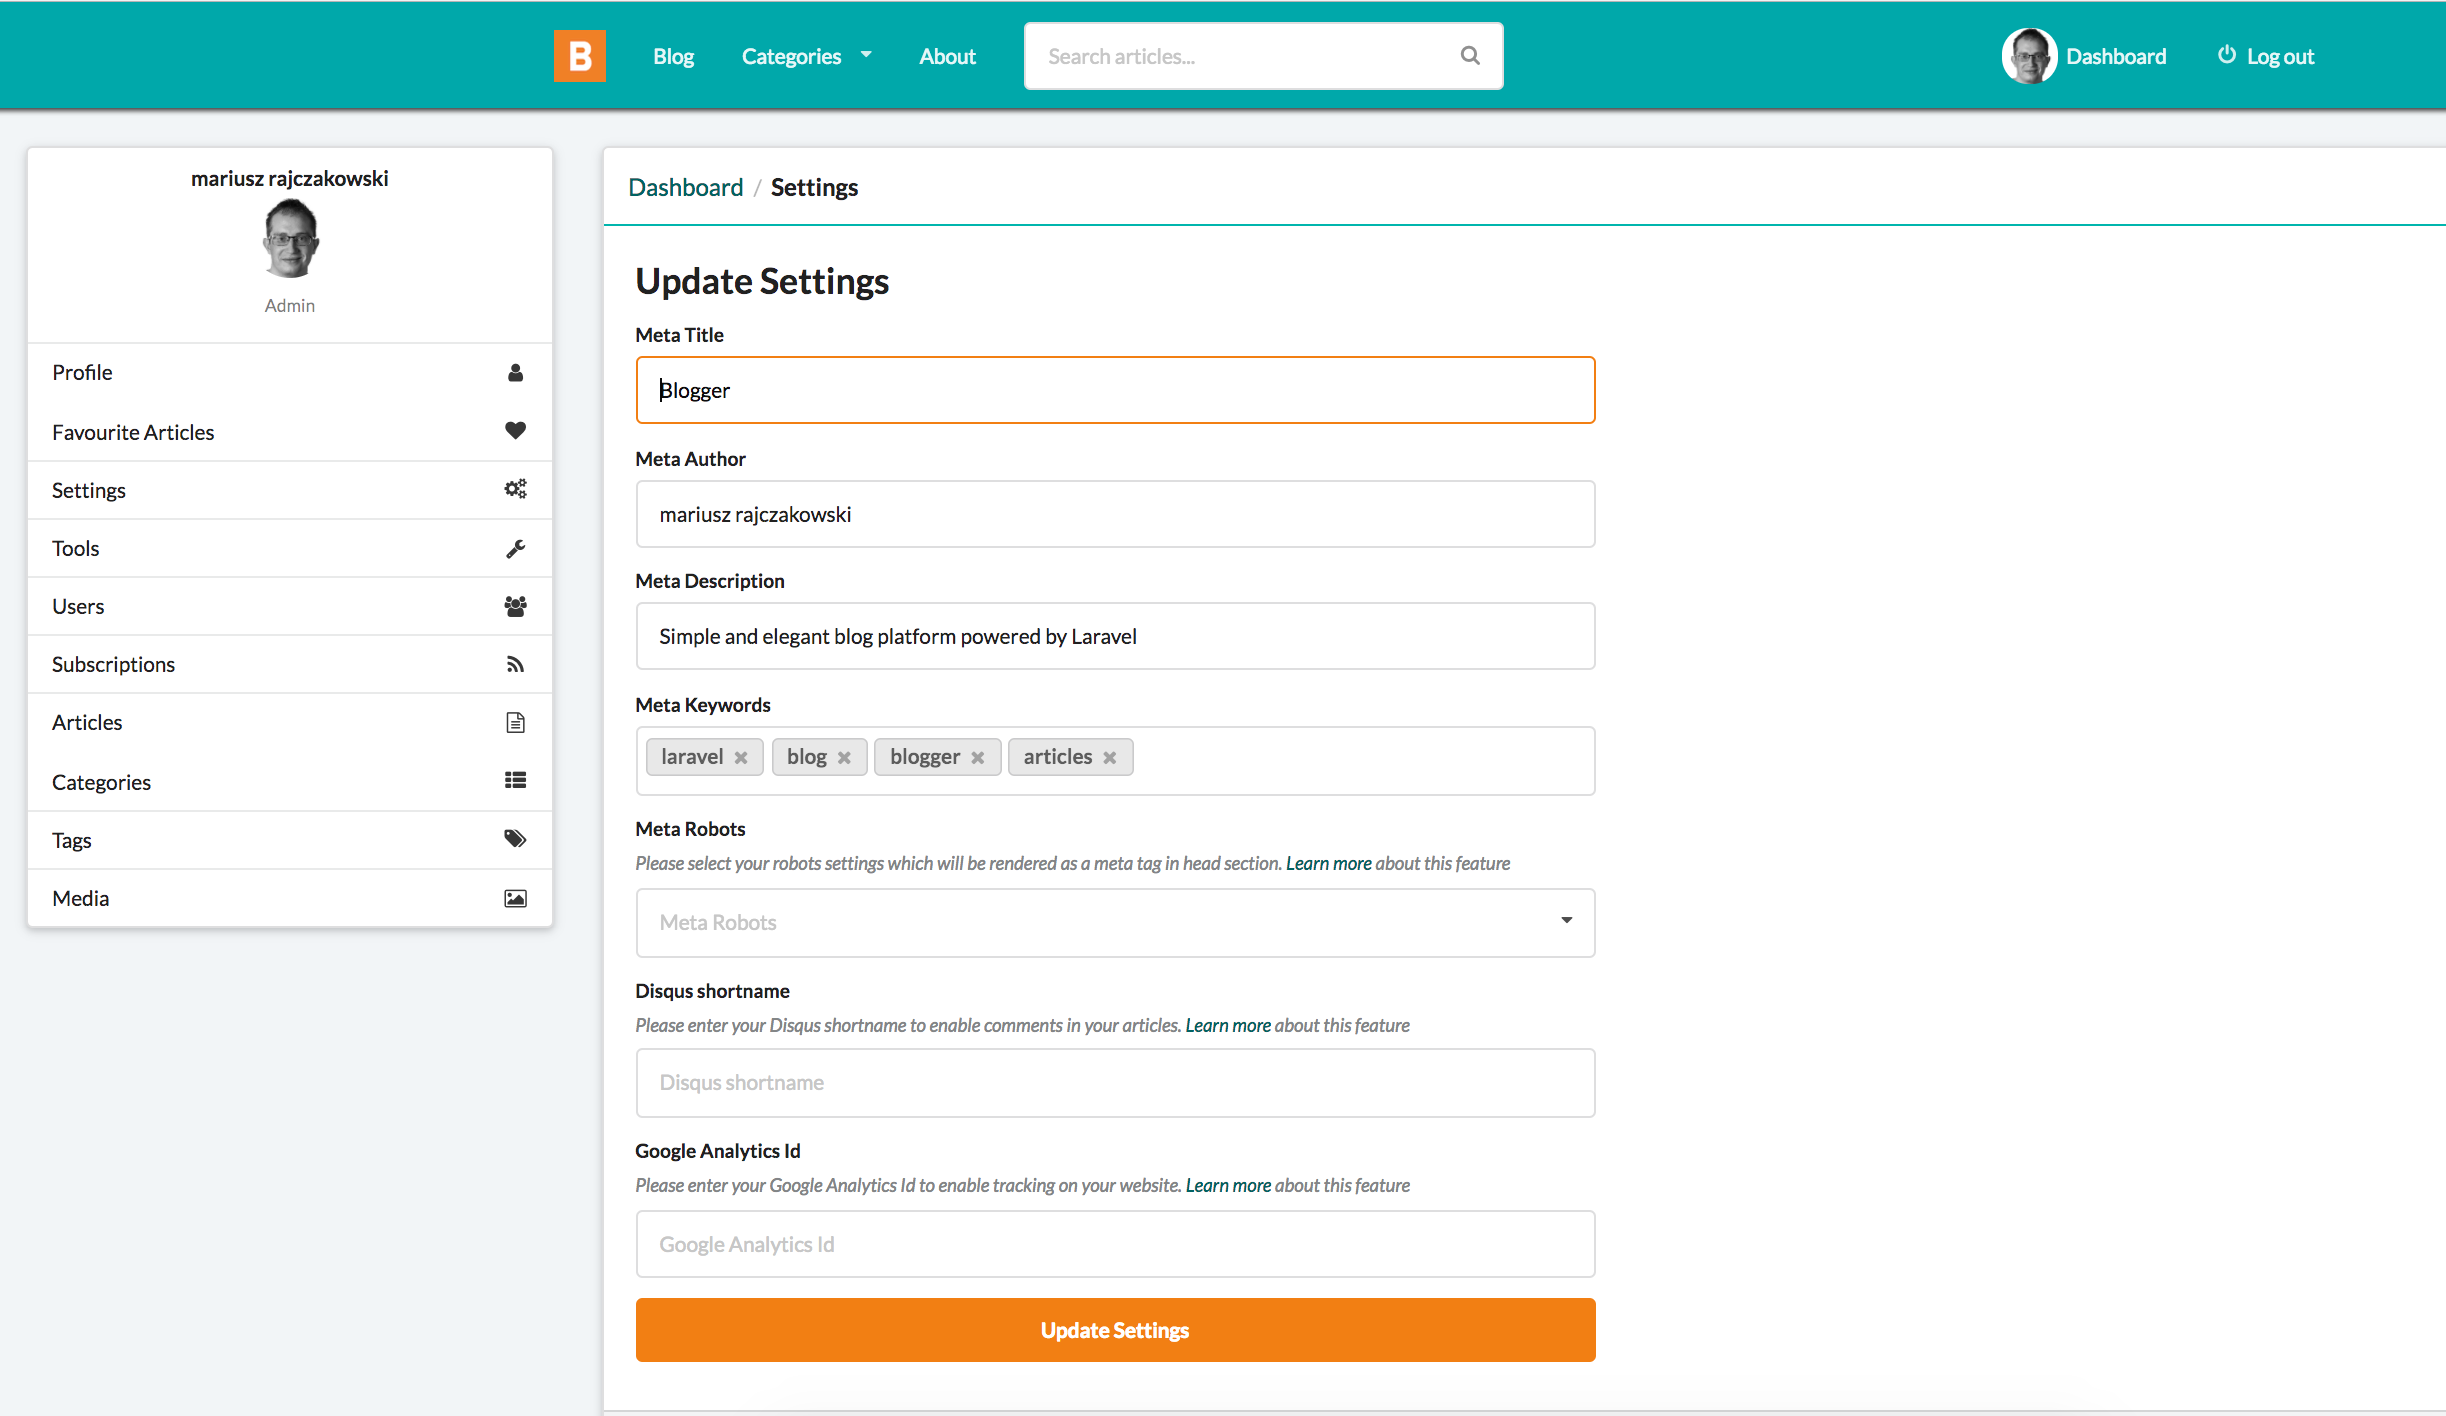 B Blog Categories About Search articles... Dashboard Log out
mariusz rajczakowski
Admin
Profile
Favourite Articles
Settings
Tools
Users
Subscriptions
Articles
Categories
Tags
Media
Dashboard / Settings
Update Settings
Meta Title
Blogger
Meta Author
mariusz rajczakowski
Meta Description
Simple and elegant blog platform powered by Laravel
Meta Keywords
laravel blog blogger articles
Meta Robots
Please select your robots settings which will be rendered as a meta tag in head section. Learn more about this feature
Meta Robots
Disqus shortname
Please enter your Disqus shortname to enable comments in your articles. Learn more about this feature
Disqus shortname
Google Analytics Id
Please enter your Google Analytics Id to enable tracking on your website. Learn more about this feature
Google Analytics Id
Update Settings